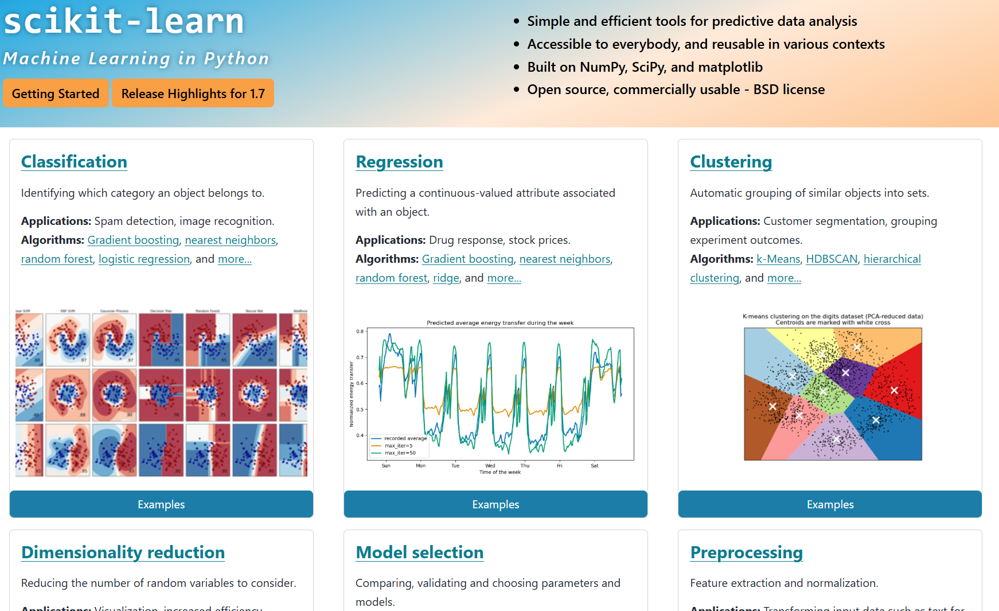 scikit-learn
Machine Learning in Python
Getting Started
Release Highlights for 1.7
Simple and efficient tools for predictive data analysis
Accessible to everybody, and reusable in various contexts
Built on NumPy, SciPy, and matplotlib
Open source, commercially usable - BSD license
Classification
Identifying which category an object belongs to.
Applications: Spam detection, image recognition.
Algorithms: Gradient boosting, nearest neighbors,
random forest, logistic regression, and more...
RBF SVM
Gaussian Process
Decision Tree
Random Forest
Neural Net
Examples
Regression
Predicting a continuous-valued attribute associated
with an object.
Applications: Drug response, stock prices.
Algorithms: Gradient boosting, nearest neighbors,
random forest, ridge, and more...
Predicted average energy transfer during the week
Normalized energy transfer
0.8
0.7
0.6
0.5
0.4
recorded average
max_iter=5
max_iter=50
Sun Mon Tue Wed Thu Fri Sat
Time of the week
Examples
Clustering
Automatic grouping of similar objects into sets.
Applications: Customer segmentation, grouping
experiment outcomes.
Algorithms: k-Means, HDBSCAN, hierarchical
clustering, and more...
K-means clustering on the digits dataset (PCA-reduced data)
Centroids are marked with white cross
Examples
Dimensionality reduction
Reducing the number of random variables to consider.
Applications: Visualization, increased efficiency.
Model selection
Comparing, validating and choosing parameters and
models.
Preprocessing
Feature extraction and normalization.
Applications: Transforming input data such as text for